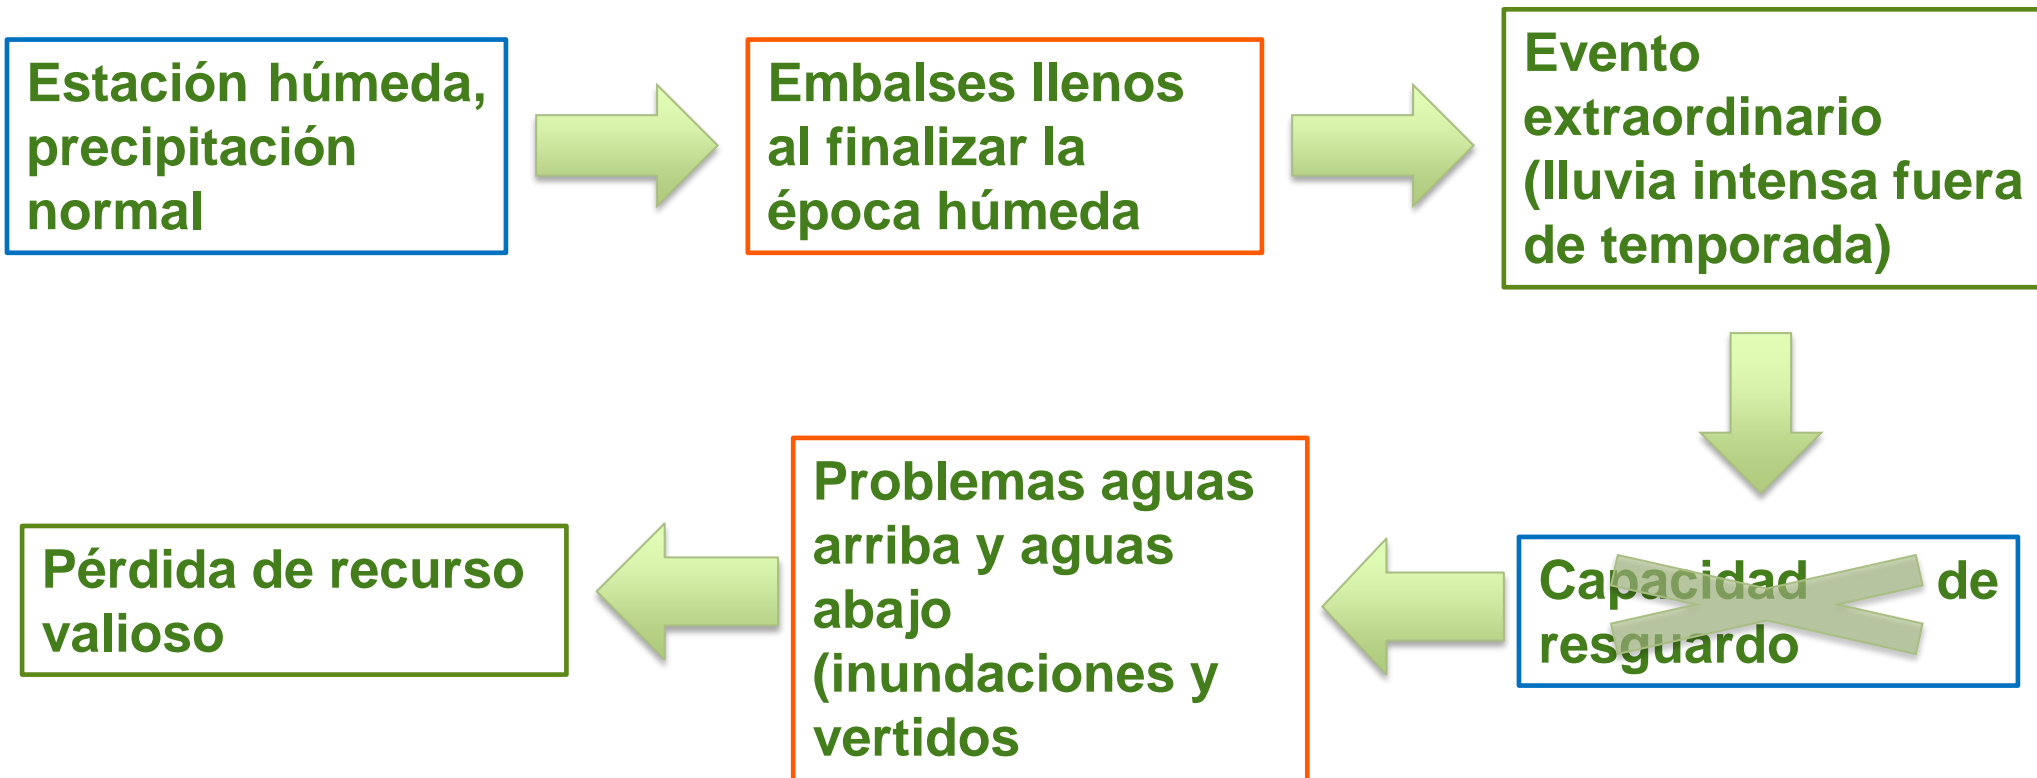 Estación húmeda,
precipitación
normal
Embalses llenos
al finalizar la
época húmeda
Evento
extraordinario
(lluvia intensa fuera
de temporada)
Capacidad de
resguardo
Problemas aguas
arriba y aguas
abajo
(inundaciones y
vertidos
Pérdida de recurso
valioso